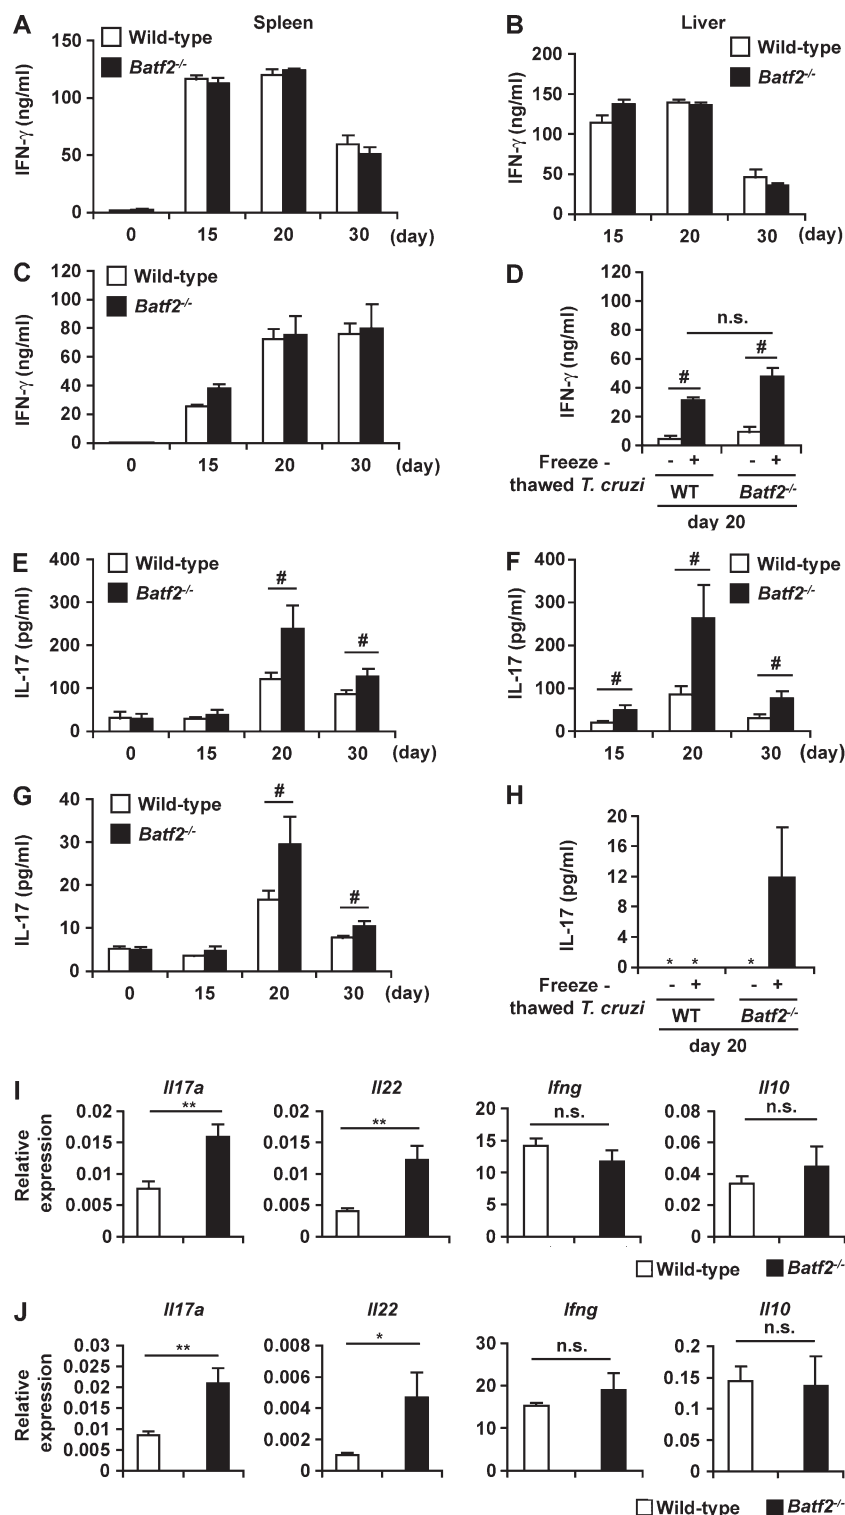 A
Spleen
Wild-type
Batf2-/-
IFN-γ (ng/ml)
150
100
50
0
0 15 20 30 (day)
B
Liver
Wild-type
Batf2-/-
IFN-γ (ng/ml)
200
150
100
50
0
15 20 30 (day)
C
Wild-type
Batf2-/-
IFN-γ (ng/ml)
120
100
80
60
40
20
0
0 15 20 30 (day)
D
IFN-γ (ng/ml)
120
100
80
60
40
20
0
n.s.
# #
Freeze - - + - +
thawed T. cruzi WT Batf2-/-
day 20
E
Wild-type
Batf2-/-
IL-17 (pg/ml)
400
300
200
100
0
# #
0 15 20 30 (day)
F
Wild-type
Batf2-/-
IL-17 (pg/ml)
400
300
200
100
0
# # #
15 20 30 (day)
G
Wild-type
Batf2-/-
IL-17 (pg/ml)
40
30
20
10
0
# #
0 15 20 30 (day)
H
IL-17 (pg/ml)
20
16
12
8
4
0
* * *
Freeze - - + - +
thawed T. cruzi WT Batf2-/-
day 20
I
Relative
expression
Il17a
**
0.02
0.015
0.01
0.005
0
Il22
**
0.02
0.015
0.01
0.005
0
Ifng
n.s.
20
15
10
5
0
Il10
n.s.
0.08
0.06
0.04
0.02
0
Wild-type Batf2-/-
J
Relative
expression
Il17a
**
0.03
0.025
0.02
0.015
0.01
0.005
0
Il22
*
0.008
0.006
0.004
0.002
0
Ifng
n.s.
30
20
10
0
Il10
n.s.
0.2
0.15
0.1
0.05
0
Wild-type Batf2-/-